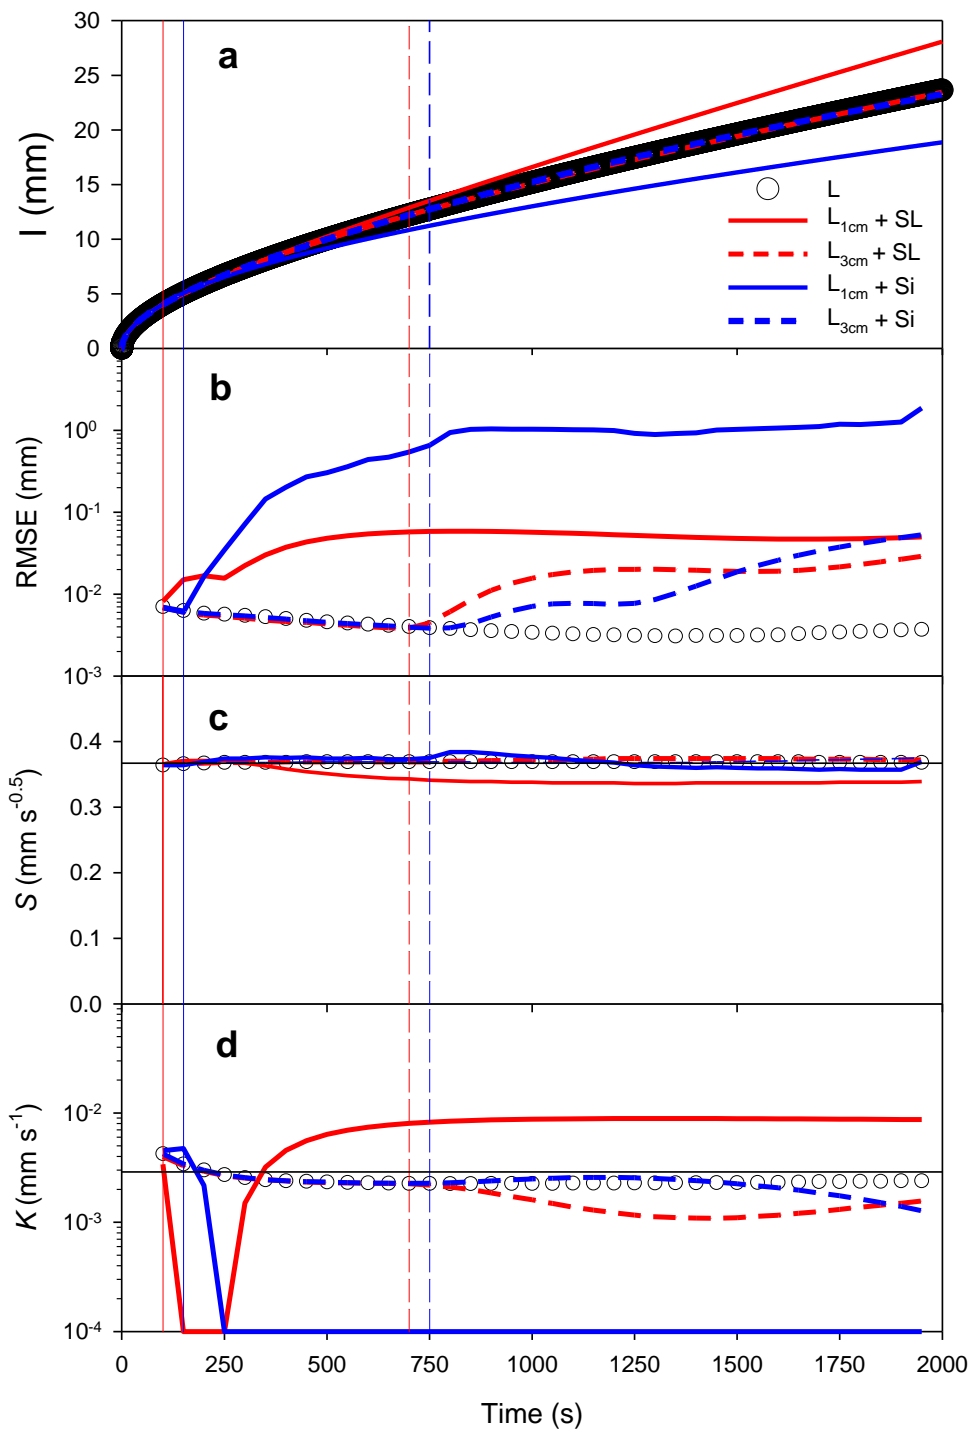 30
a
25
20
I (mm)
15
10
5
0
L
L1cm + SL
L3cm + SL
L1cm + Si
L3cm + Si
b
10^0
RMSE (mm)
10^-1
10^-2
10^-3
c
0.4
S (mm s^-0.5)
0.3
0.2
0.1
0.0
d
10^-2
K (mm s^-1)
10^-3
10^-4
0 250 500 750 1000 1250 1500 1750 2000
Time (s)